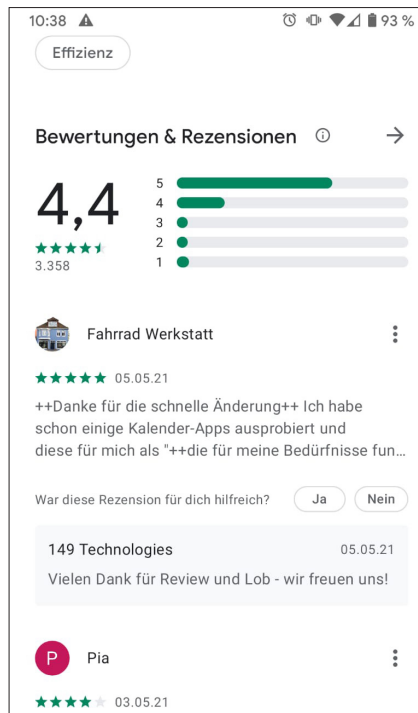 10:38 93 %
Effizienz
Bewertungen & Rezensionen
4,4
3.358
5
4
3
2
1
Fahrrad Werkstatt
05.05.21
++Danke für die schnelle Änderung++ Ich habe
schon einige Kalender-Apps ausprobiert und
diese für mich als "++die für meine Bedürfnisse fun...
War diese Rezension für dich hilfreich? Ja Nein
149 Technologies 05.05.21
Vielen Dank für Review und Lob - wir freuen uns!
P Pia
03.05.21